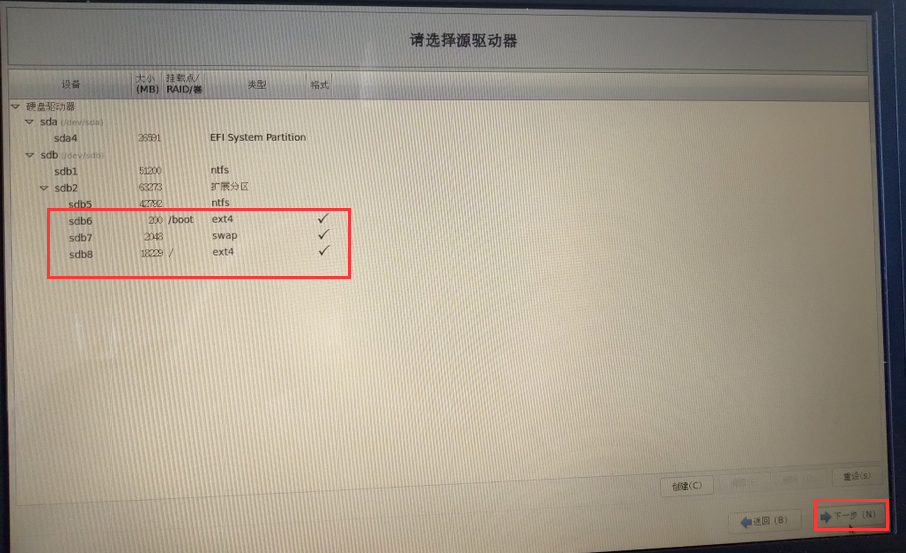 请选择源驱动器
设备 大小 (MB) 挂载点/ RAID/卷 类型 格式
硬盘驱动器
sda (/dev/sda)
sda4 26591 EFI System Partition
sdb (/dev/sdb)
sdb1 51200 ntfs
sdb2 63273 扩展分区
sdb5 42792 ntfs
sdb6 200 /boot ext4 ✓
sdb7 2048 swap ✓
sdb8 18229 / ext4 ✓
创建(C) 重设(s)
返回(B) 下一步(N)